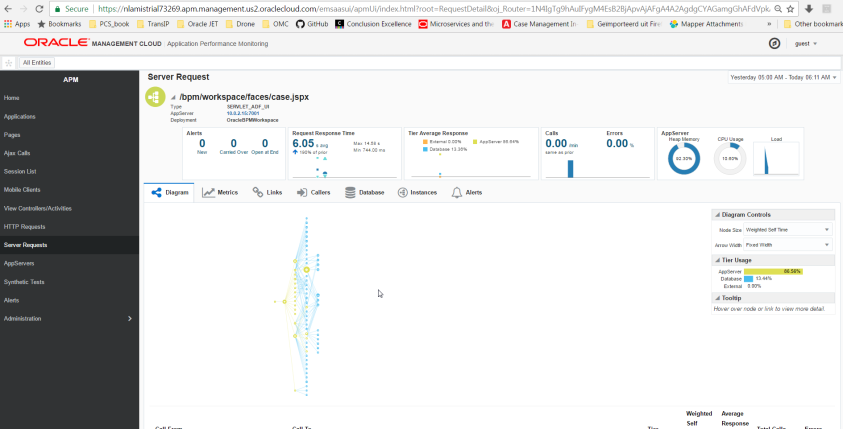 Secure https://nlamistrial73269.apm.management.us2.oraclecloud.com/emsaasui/apmUi/index.html?root=RequestDetail&oj_Router=
Apps Bookmarks PCS_book TransIP Oracle JET Drone OMC GitHub Conclusion Excellence Microservices and the Case Management In Geïmporteerd uit Fire Mapper Attachments » Other bookmark
ORACLE MANAGEMENT CLOUD Application Performance Monitoring guest
All Entities
APM
Home
Applications
Pages
Ajax Calls
Session List
Mobile Clients
View Controllers/Activities
HTTP Requests
Server Requests
AppServers
Synthetic Tests
Alerts
Administration
Server Request
Yesterday 05:00 AM - Today 06:11 AM
/bpm/workspace/faces/case.jspx
Type SERVLET_ADF_UI
AppServer 10.0.2.15:7001
Deployment OracleBPMWorkspace
Alerts
0 0 0
New Carried Over Open at End
Request Response Time
6.05 s avg
190% of prior
Max 14.56 s
Min 744.00 ms
Tier Average Response
External 0.00% AppServer 86.64%
Database 13.36%
Calls Errors
0.00 /min 0.00 %
same as prior
AppServer
Heap Memory CPU Usage Load
82.30% 10.60%
Diagram Metrics Links Callers Database Instances Alerts
Diagram Controls
Node Size Weighted Self Time
Arrow Width Fixed Width
Tier Usage
AppServer 86.56%
Database 13.44%
External 0.00%
Tooltip
Hover over node or link to view more detail.
Call From Call To Tier Weighted Self Average Response Total Calls Errors